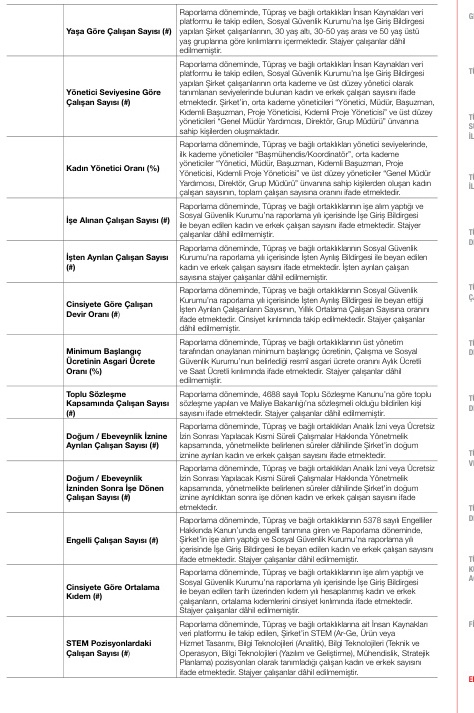 Yaşa Göre Çalışan Sayısı (#)
Raporlama döneminde, Tüpraş ve bağlı ortaklıkları İnsan Kaynakları veri
platformu ile takip edilen, Sosyal Güvenlik Kurumu’na İşe Giriş Bildirgesi
yapılan Şirket çalışanlarının, 30 yaş altı, 30-50 yaş arası ve 50 yaş üstü
yaş gruplarına göre kırılımlarını içermektedir. Stajyer çalışanlar dâhil
edilmemiştir.
Yönetici Seviyesine Göre
Çalışan Sayısı (#)
Raporlama döneminde, Tüpraş ve bağlı ortaklıkları İnsan Kaynakları veri
platformu ile takip edilen, Sosyal Güvenlik Kurumu’na İşe Giriş Bildirgesi
yapılan Şirket çalışanlarının orta kademe ve üst düzey yönetici olarak
tanımlanan seviyelerinde bulunan kadın ve erkek çalışan sayısını ifade
etmektedir. Şirket’in, orta kademe yöneticileri “Yönetici, Müdür, Başuzman,
Kıdemli Başuzman, Proje Yöneticisi, Kıdemli Proje Yöneticisi” ve üst düzey
yöneticileri “Genel Müdür Yardımcısı, Direktör, Grup Müdürü” ünvanına
sahip kişilerden oluşmaktadır.
Kadın Yönetici Oranı (%)
Raporlama döneminde, Tüpraş ve bağlı ortaklıkları yönetici seviyelerinde,
ilk kademe yöneticiler “Başmühendis/Koordinatör”, orta kademe
yöneticiler “Yönetici, Müdür, Başuzman, Kıdemli Başuzman, Proje
Yöneticisi, Kıdemli Proje Yöneticisi” ve üst düzey yöneticiler “Genel Müdür
Yardımcısı, Direktör, Grup Müdürü” ünvanına sahip kişilerden oluşan kadın
çalışan sayısının, toplam çalışan sayısına oranını ifade etmektedir.
İşe Alınan Çalışan Sayısı (#)
Raporlama döneminde, Tüpraş ve bağlı ortaklıklarının işe alım yaptığı ve
Sosyal Güvenlik Kurumu’na raporlama yılı içerisinde İşe Giriş Bildirgesi
ile beyan edilen kadın ve erkek çalışan sayısını ifade etmektedir. Stajyer
çalışanlar dâhil edilmemiştir.
İşten Ayrılan Çalışan Sayısı
(#)
Raporlama döneminde, Tüpraş ve bağlı ortaklıklarının Sosyal Güvenlik
Kurumu’na raporlama yılı içerisinde İşten Ayrılış Bildirgesi ile beyan edilen
kadın ve erkek çalışan sayısını ifade etmektedir. İşten ayrılan çalışan
sayısına stajyer çalışanlar dâhil edilmemiştir.
Cinsiyete Göre Çalışan
Devir Oranı (#)
Raporlama döneminde, Tüpraş ve bağlı ortaklıklarının Sosyal Güvenlik
Kurumu’na raporlama yılı içerisinde İşten Ayrılış Bildirgesi ile beyan ettiği
İşten Ayrılan Çalışanların Sayısının, Yıllık Ortalama Çalışan Sayısına oranını
ifade etmektedir. Cinsiyet kırılımında takip edilmektedir. Stajyer çalışanlar
dâhil edilmemiştir.
Minimum Başlangıç
Ücretinin Asgari Ücrete
Oranı (%)
Raporlama döneminde, Tüpraş ve bağlı ortaklıklarının üst yönetim
tarafından onaylanan minimum başlangıç ücretinin, Çalışma ve Sosyal
Güvenlik Kurumu’nun belirlediği resmi asgari ücrete oranını Aylık Ücretli
ve Saat Ücretli kırılımında ifade etmektedir. Stajyer çalışanlar dâhil
edilmemiştir.
Toplu Sözleşme
Kapsamında Çalışan Sayısı
(#)
Raporlama döneminde, 4688 sayılı Toplu Sözleşme Kanunu’na göre toplu
sözleşme yapılan ve Maliye Bakanlığı’na sözleşmeli olduğu bildirilen kişi
sayısını ifade etmektedir. Stajyer çalışanlar dâhil edilmemiştir.
Doğum / Ebeveynlik İznine
Ayrılan Çalışan Sayısı (#)
Raporlama döneminde, Tüpraş ve bağlı ortaklıkları Analık İzni veya Ücretsiz
İzin Sonrası Yapılacak Kısmi Süreli Çalışmalar Hakkında Yönetmelik
kapsamında, yönetmelikte belirlenen süreler dâhilinde Şirket’in doğum
iznine ayrılan kadın ve erkek çalışan sayısını ifade etmektedir.
Doğum / Ebeveynlik
İzninden Sonra İşe Dönen
Çalışan Sayısı (#)
Raporlama döneminde, Tüpraş ve bağlı ortaklıkları Analık İzni veya Ücretsiz
İzin Sonrası Yapılacak Kısmi Süreli Çalışmalar Hakkında Yönetmelik
kapsamında, yönetmelikte belirlenen süreler dâhilinde Şirket’in doğum
iznine ayrıldıktan sonra işe dönen kadın ve erkek çalışan sayısını ifade
etmektedir.
Engelli Çalışan Sayısı (#)
Raporlama döneminde, Tüpraş ve bağlı ortaklıklarının 5378 sayılı Engelliler
Hakkında Kanun’unda engelli tanımına giren ve Raporlama döneminde,
Şirket’in işe alım yaptığı ve Sosyal Güvenlik Kurumu’na raporlama yılı
içerisinde İşe Giriş Bildirgesi ile beyan edilen kadın ve erkek çalışan sayısını
ifade etmektedir. Stajyer çalışanlar dâhil edilmemiştir.
Cinsiyete Göre Ortalama
Kıdem (#)
Raporlama döneminde, Tüpraş ve bağlı ortaklıklarının işe alım yaptığı ve
Sosyal Güvenlik Kurumu’na raporlama yılı içerisinde İşe Giriş Bildirgesi
ile beyan edilen tarih üzerinden kıdem yılı hesaplanmış kadın ve erkek
çalışanların, ortalama kıdemlerini cinsiyet kırılımında ifade etmektedir.
Stajyer çalışanlar dâhil edilmemiştir.
STEM Pozisyonlardaki
Çalışan Sayısı (#)
Raporlama döneminde, Tüpraş ve bağlı ortaklıklarına ait İnsan Kaynakları
veri platformu ile takip edilen, Şirket’in STEM (Ar-Ge, Ürün veya
Hizmet Tasarımı, Bilgi Teknolojileri (Analitik), Bilgi Teknolojileri (Teknik ve
Operasyon, Bilgi Teknolojileri (Yazılım ve Geliştirme), Mühendislik, Stratejik
Planlama) pozisyonları olarak tanımladığı çalışan kadın ve erkek sayısını
ifade etmektedir. Stajyer çalışanlar dâhil edilmemiştir.